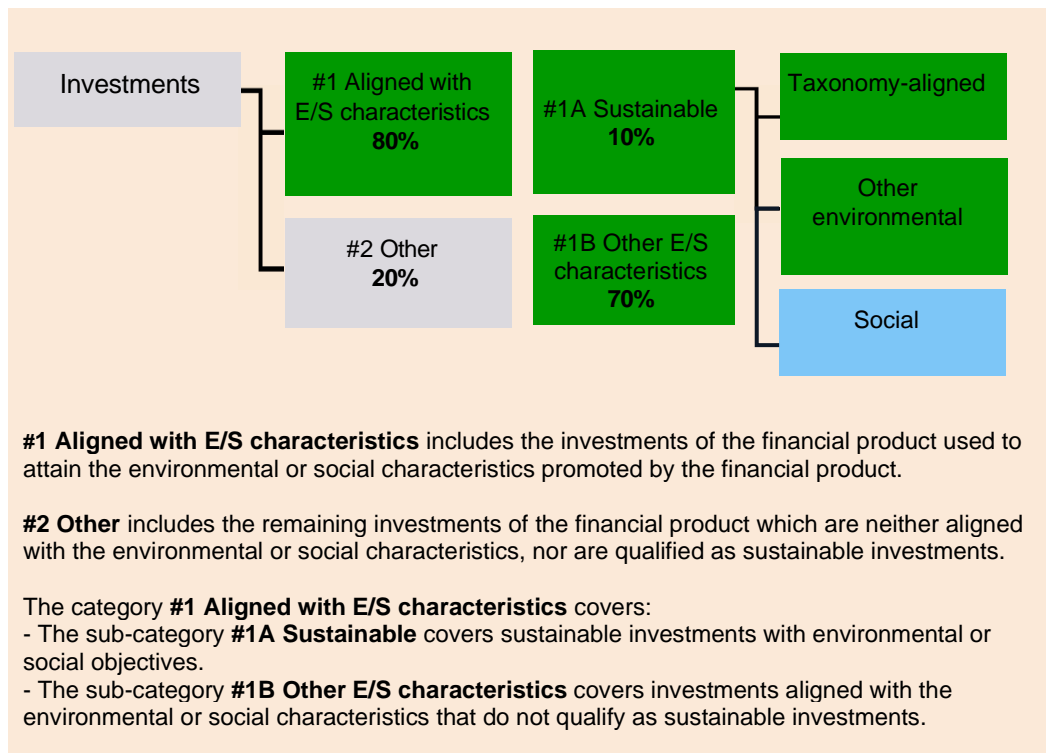 Investments
#1 Aligned with
E/S characteristics
80%
#2 Other
20%
#1A Sustainable
10%
#1B Other E/S
characteristics
70%
Taxonomy-aligned
Other
environmental
Social
#1 Aligned with E/S characteristics includes the investments of the financial product used to
attain the environmental or social characteristics promoted by the financial product.
#2 Other includes the remaining investments of the financial product which are neither aligned
with the environmental or social characteristics, nor are qualified as sustainable investments.
The category #1 Aligned with E/S characteristics covers:
- The sub-category #1A Sustainable covers sustainable investments with environmental or
social objectives.
- The sub-category #1B Other E/S characteristics covers investments aligned with the
environmental or social characteristics that do not qualify as sustainable investments.